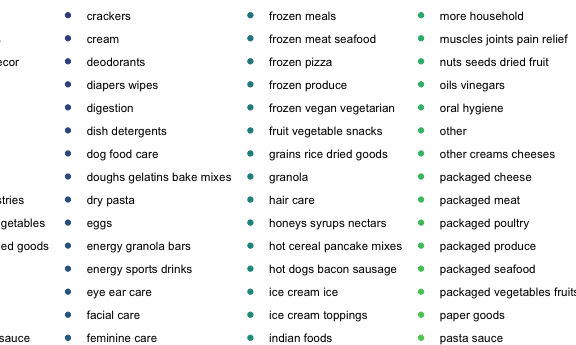 crackers
cream
deodorants
diapers wipes
digestion
dish detergents
dog food care
doughs gelatins bake mixes
dry pasta
eggs
energy granola bars
energy sports drinks
eye ear care
facial care
feminine care
frozen meals
frozen meat seafood
frozen pizza
frozen produce
frozen vegan vegetarian
fruit vegetable snacks
grains rice dried goods
granola
hair care
honeys syrups nectars
hot cereal pancake mixes
hot dogs bacon sausage
ice cream ice
ice cream toppings
indian foods
more household
muscles joints pain relief
nuts seeds dried fruit
oils vinegars
oral hygiene
other
other creams cheeses
packaged cheese
packaged meat
packaged poultry
packaged produce
packaged seafood
packaged vegetables fruits
paper goods
pasta sauce
ecor
stries
getables
ed goods
sauce